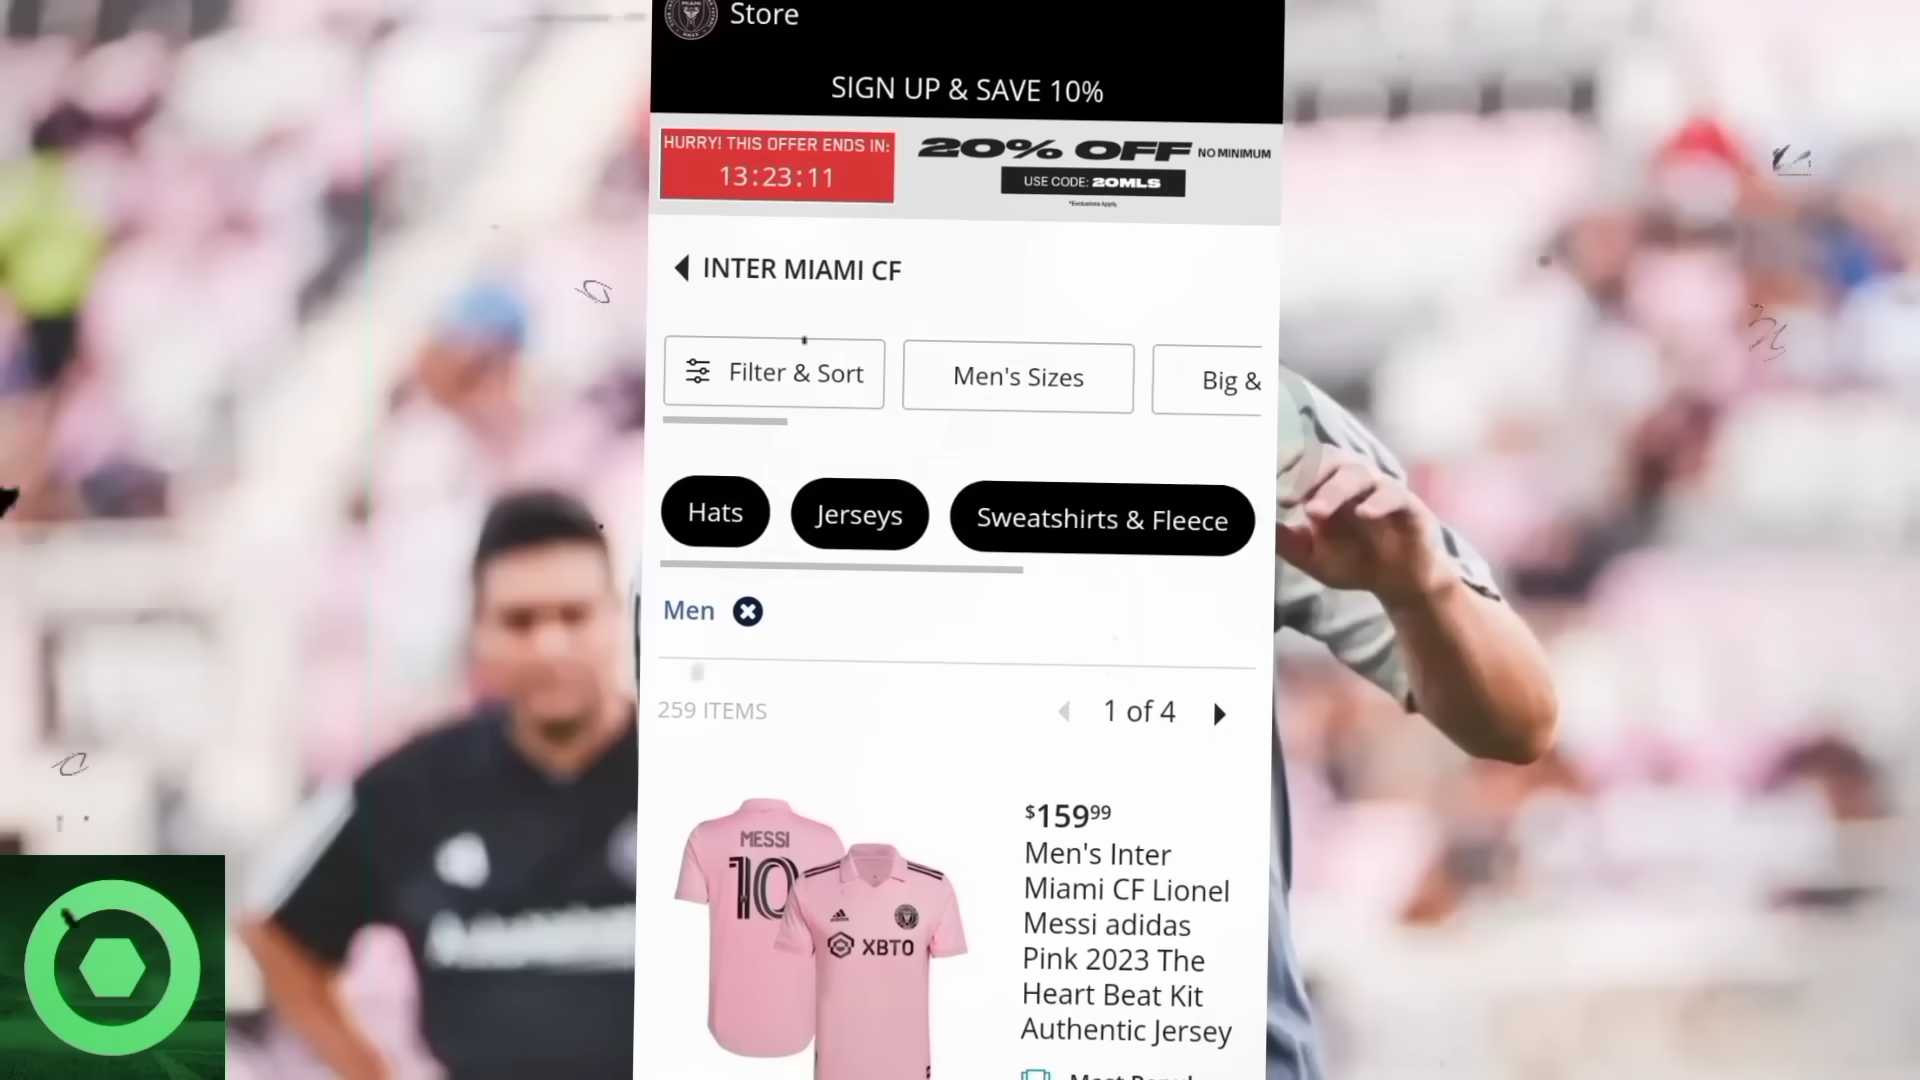 Store
SIGN UP & SAVE 10%
HURRY! THIS OFFER ENDS IN:
13:23:11
20% OFF NO MINIMUM
USE CODE: 20MLS
*Exclusions Apply.
INTER MIAMI CF
Filter & Sort
Men's Sizes
Big &
Hats
Jerseys
Sweatshirts & Fleece
Men
259 ITEMS
1 of 4
MESSI
10
XBTO
$159.99
Men's Inter
Miami CF Lionel
Messi adidas
Pink 2023 The
Heart Beat Kit
Authentic Jersey